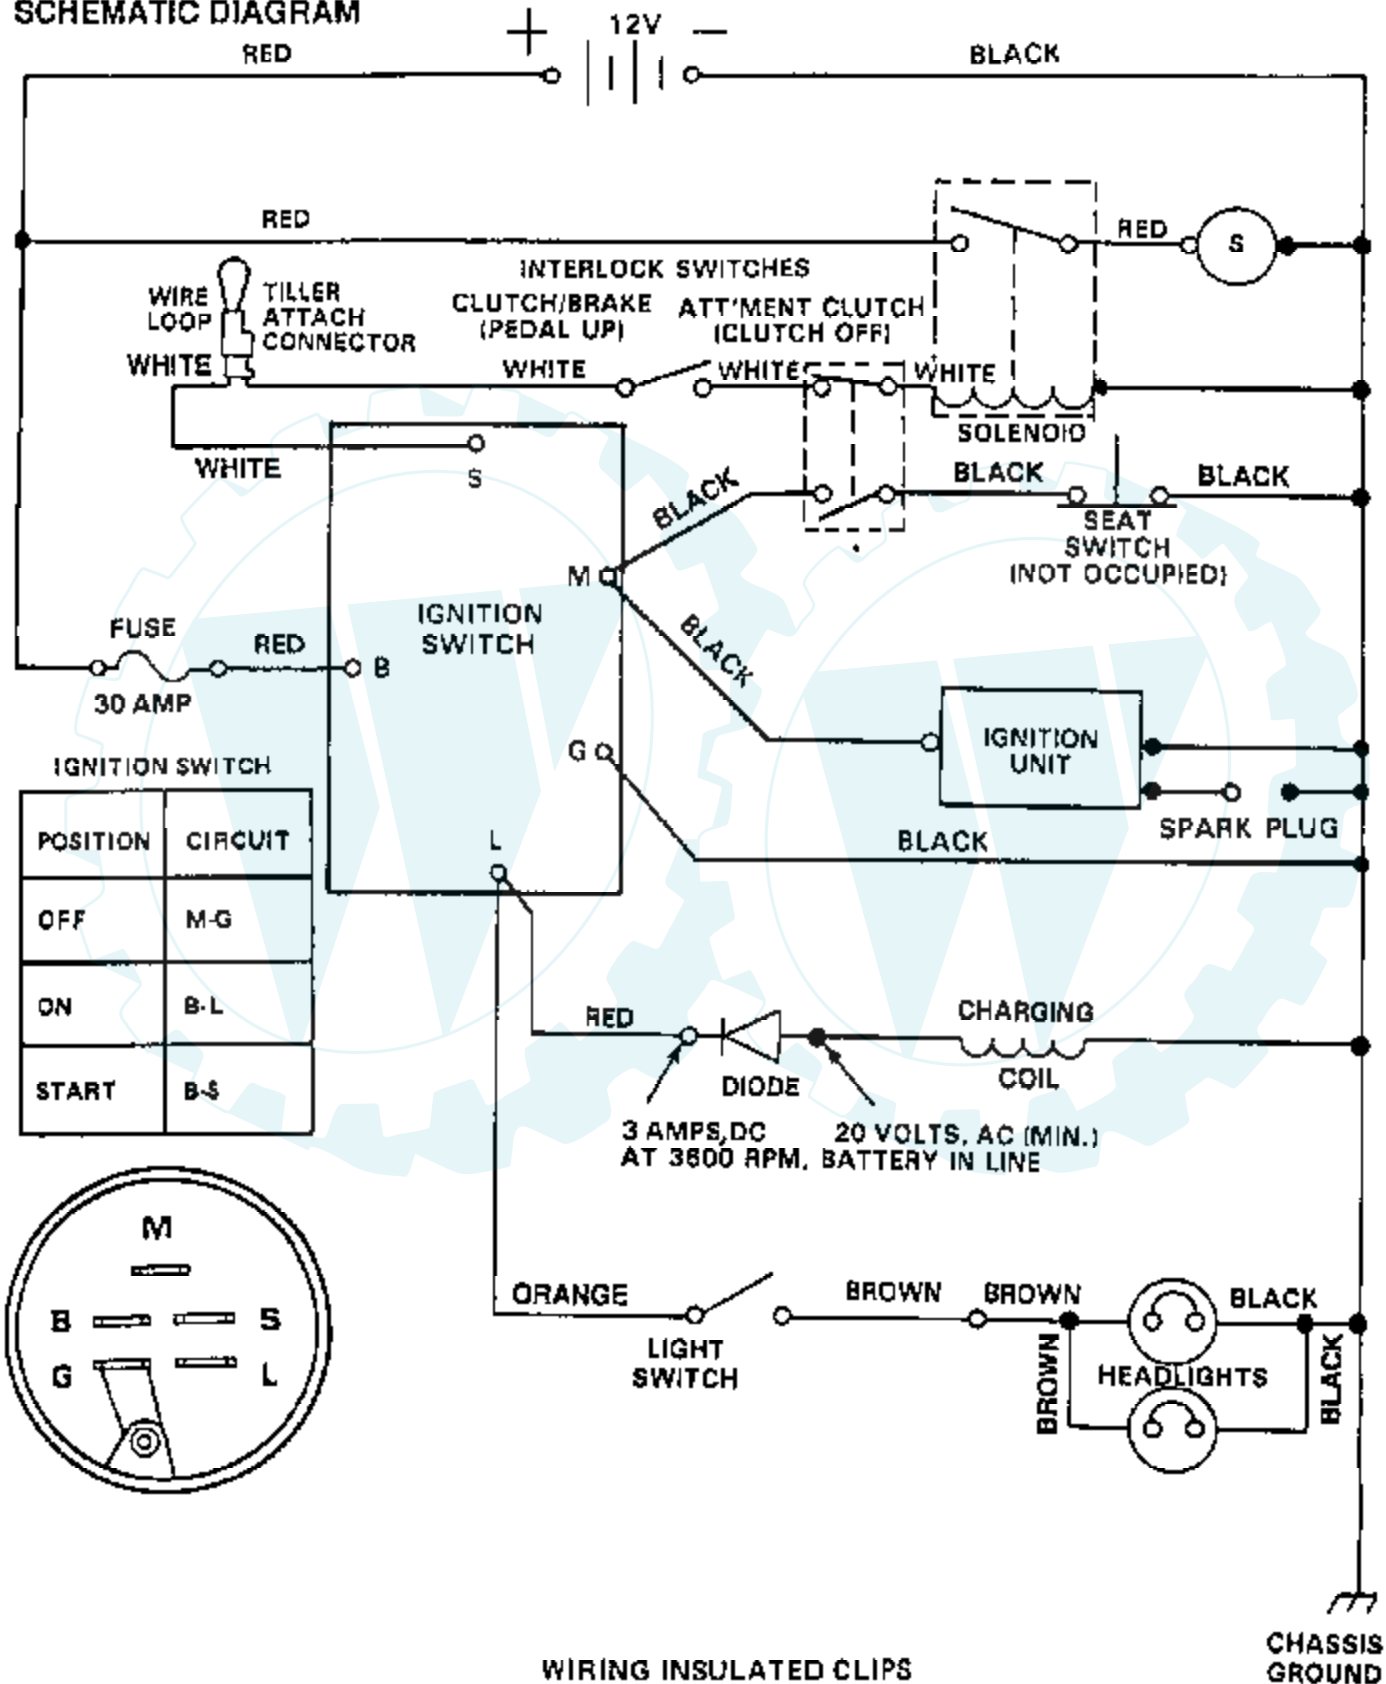 SCHEMATIC DIAGRAM
+ 12V −
RED
BLACK
RED
RED
S
INTERLOCK SWITCHES
WIRE
LOOP
TILLER
ATTACH
CONNECTOR
CLUTCH/BRAKE
(PEDAL UP)
ATT'MENT CLUTCH
(CLUTCH OFF)
WHITE
WHITE
WHITE
WHITE
SOLENOID
WHITE
S
BLACK
BLACK
BLACK
SEAT
SWITCH
(NOT OCCUPIED)
M
IGNITION
SWITCH
BLACK
FUSE
RED
B
30 AMP
G
IGNITION
UNIT
SPARK PLUG
BLACK
L
IGNITION SWITCH
POSITION CIRCUIT
OFF M-G
ON B-L
START B-S
RED
CHARGING
COIL
DIODE
3 AMPS,DC 20 VOLTS, AC (MIN.)
AT 3600 RPM, BATTERY IN LINE
M
B S
G L
ORANGE
LIGHT
SWITCH
BROWN
BROWN
BLACK
BROWN
HEADLIGHTS
BLACK
CHASSIS
GROUND
WIRING INSULATED CLIPS